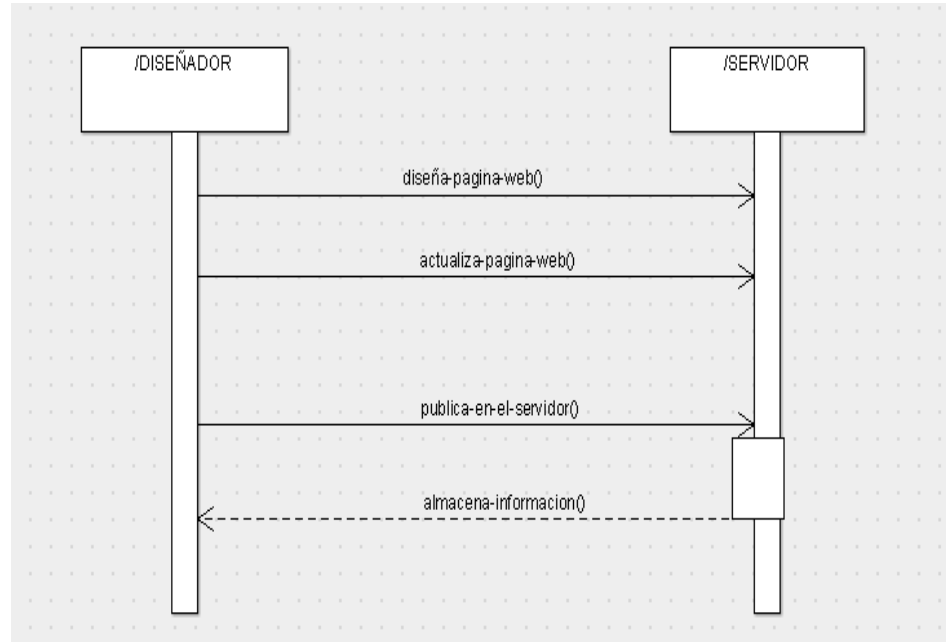 /DISEÑADOR
/SERVIDOR
diseña-pagina-web()
actualiza-pagina-web()
publica-en-el-servidor()
almacena-informacion()